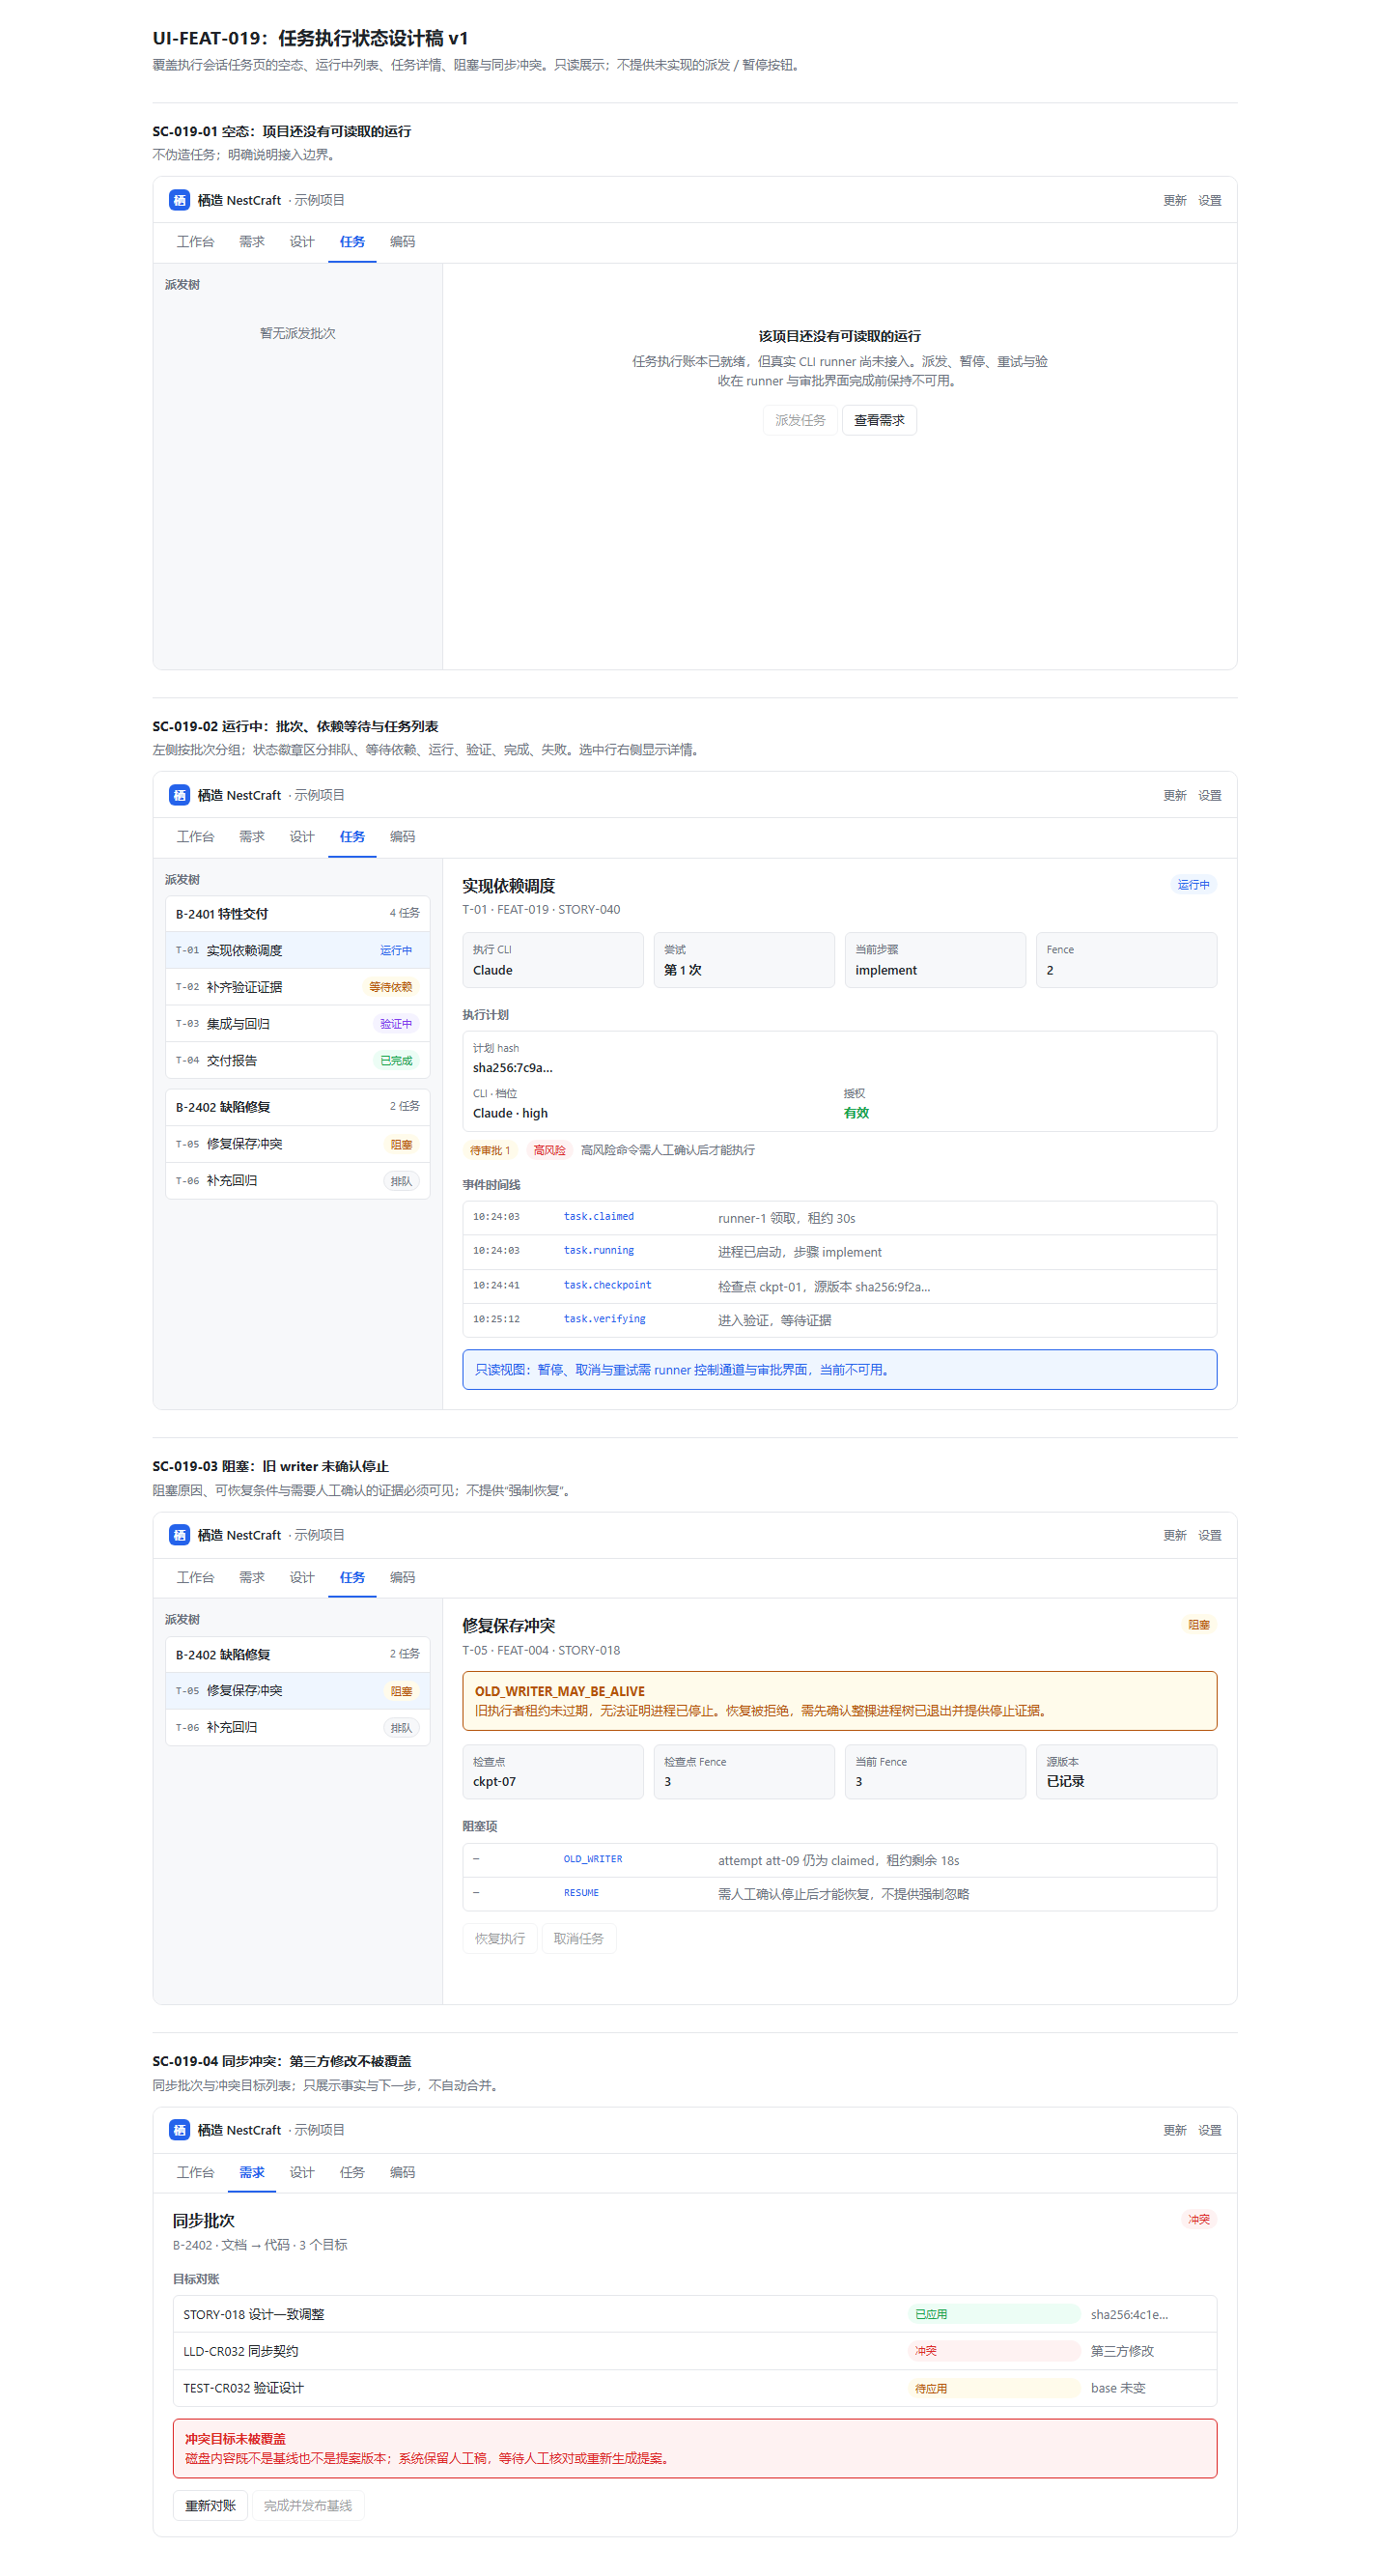 UI-FEAT-019：任务执行状态设计稿 v1
覆盖执行会话任务页的空态、运行中列表、任务详情、阻塞与同步冲突。只读展示；不提供未实现的派发 / 暂停按钮。
SC-019-01 空态：项目还没有可读取的运行
不伪造任务；明确说明接入边界。
栖 栖造 NestCraft · 示例项目 更新 设置
工作台 需求 设计 任务 编码
派发树
暂无派发批次
该项目还没有可读取的运行
任务执行账本已就绪，但真实 CLI runner 尚未接入。派发、暂停、重试与验
收在 runner 与审批界面完成前保持不可用。
派发任务 查看需求
SC-019-02 运行中：批次、依赖等待与任务列表
左侧按批次分组；状态徽章区分排队、等待依赖、运行、验证、完成、失败。选中行右侧显示详情。
栖 栖造 NestCraft · 示例项目 更新 设置
工作台 需求 设计 任务 编码
派发树
B-2401 特性交付 4 任务
T-01 实现依赖调度 运行中
T-02 补齐验证证据 等待依赖
T-03 集成与回归 验证中
T-04 交付报告 已完成
B-2402 缺陷修复 2 任务
T-05 修复保存冲突 阻塞
T-06 补充回归 排队
实现依赖调度 运行中
T-01 · FEAT-019 · STORY-040
执行 CLI 尝试 当前步骤 Fence
Claude 第 1 次 implement 2
执行计划
计划 hash
sha256:7c9a…
CLI · 档位 授权
Claude · high 有效
待审批 1 高风险 高风险命令需人工确认后才能执行
事件时间线
10:24:03 task.claimed runner-1 领取，租约 30s
10:24:03 task.running 进程已启动，步骤 implement
10:24:41 task.checkpoint 检查点 ckpt-01，源版本 sha256:9f2a…
10:25:12 task.verifying 进入验证，等待证据
只读视图：暂停、取消与重试需 runner 控制通道与审批界面，当前不可用。
SC-019-03 阻塞：旧 writer 未确认停止
阻塞原因、可恢复条件与需要人工确认的证据必须可见；不提供“强制恢复”。
栖 栖造 NestCraft · 示例项目 更新 设置
工作台 需求 设计 任务 编码
派发树
B-2402 缺陷修复 2 任务
T-05 修复保存冲突 阻塞
T-06 补充回归 排队
修复保存冲突 阻塞
T-05 · FEAT-004 · STORY-018
OLD_WRITER_MAY_BE_ALIVE
旧执行者租约未过期，无法证明进程已停止。恢复被拒绝，需先确认整棵进程树已退出并提供停止证据。
检查点 检查点 Fence 当前 Fence 源版本
ckpt-07 3 3 已记录
阻塞项
— OLD_WRITER attempt att-09 仍为 claimed，租约剩余 18s
— RESUME 需人工确认停止后才能恢复，不提供强制忽略
恢复执行 取消任务
SC-019-04 同步冲突：第三方修改不被覆盖
同步批次与冲突目标列表；只展示事实与下一步，不自动合并。
栖 栖造 NestCraft · 示例项目 更新 设置
工作台 需求 设计 任务 编码
同步批次 冲突
B-2402 · 文档 → 代码 · 3 个目标
目标对账
STORY-018 设计一致调整 已应用 sha256:4c1e…
LLD-CR032 同步契约 冲突 第三方修改
TEST-CR032 验证设计 待应用 base 未变
冲突目标未被覆盖
磁盘内容既不是基线也不是提案版本；系统保留人工稿，等待人工核对或重新生成提案。
重新对账 完成并发布基线